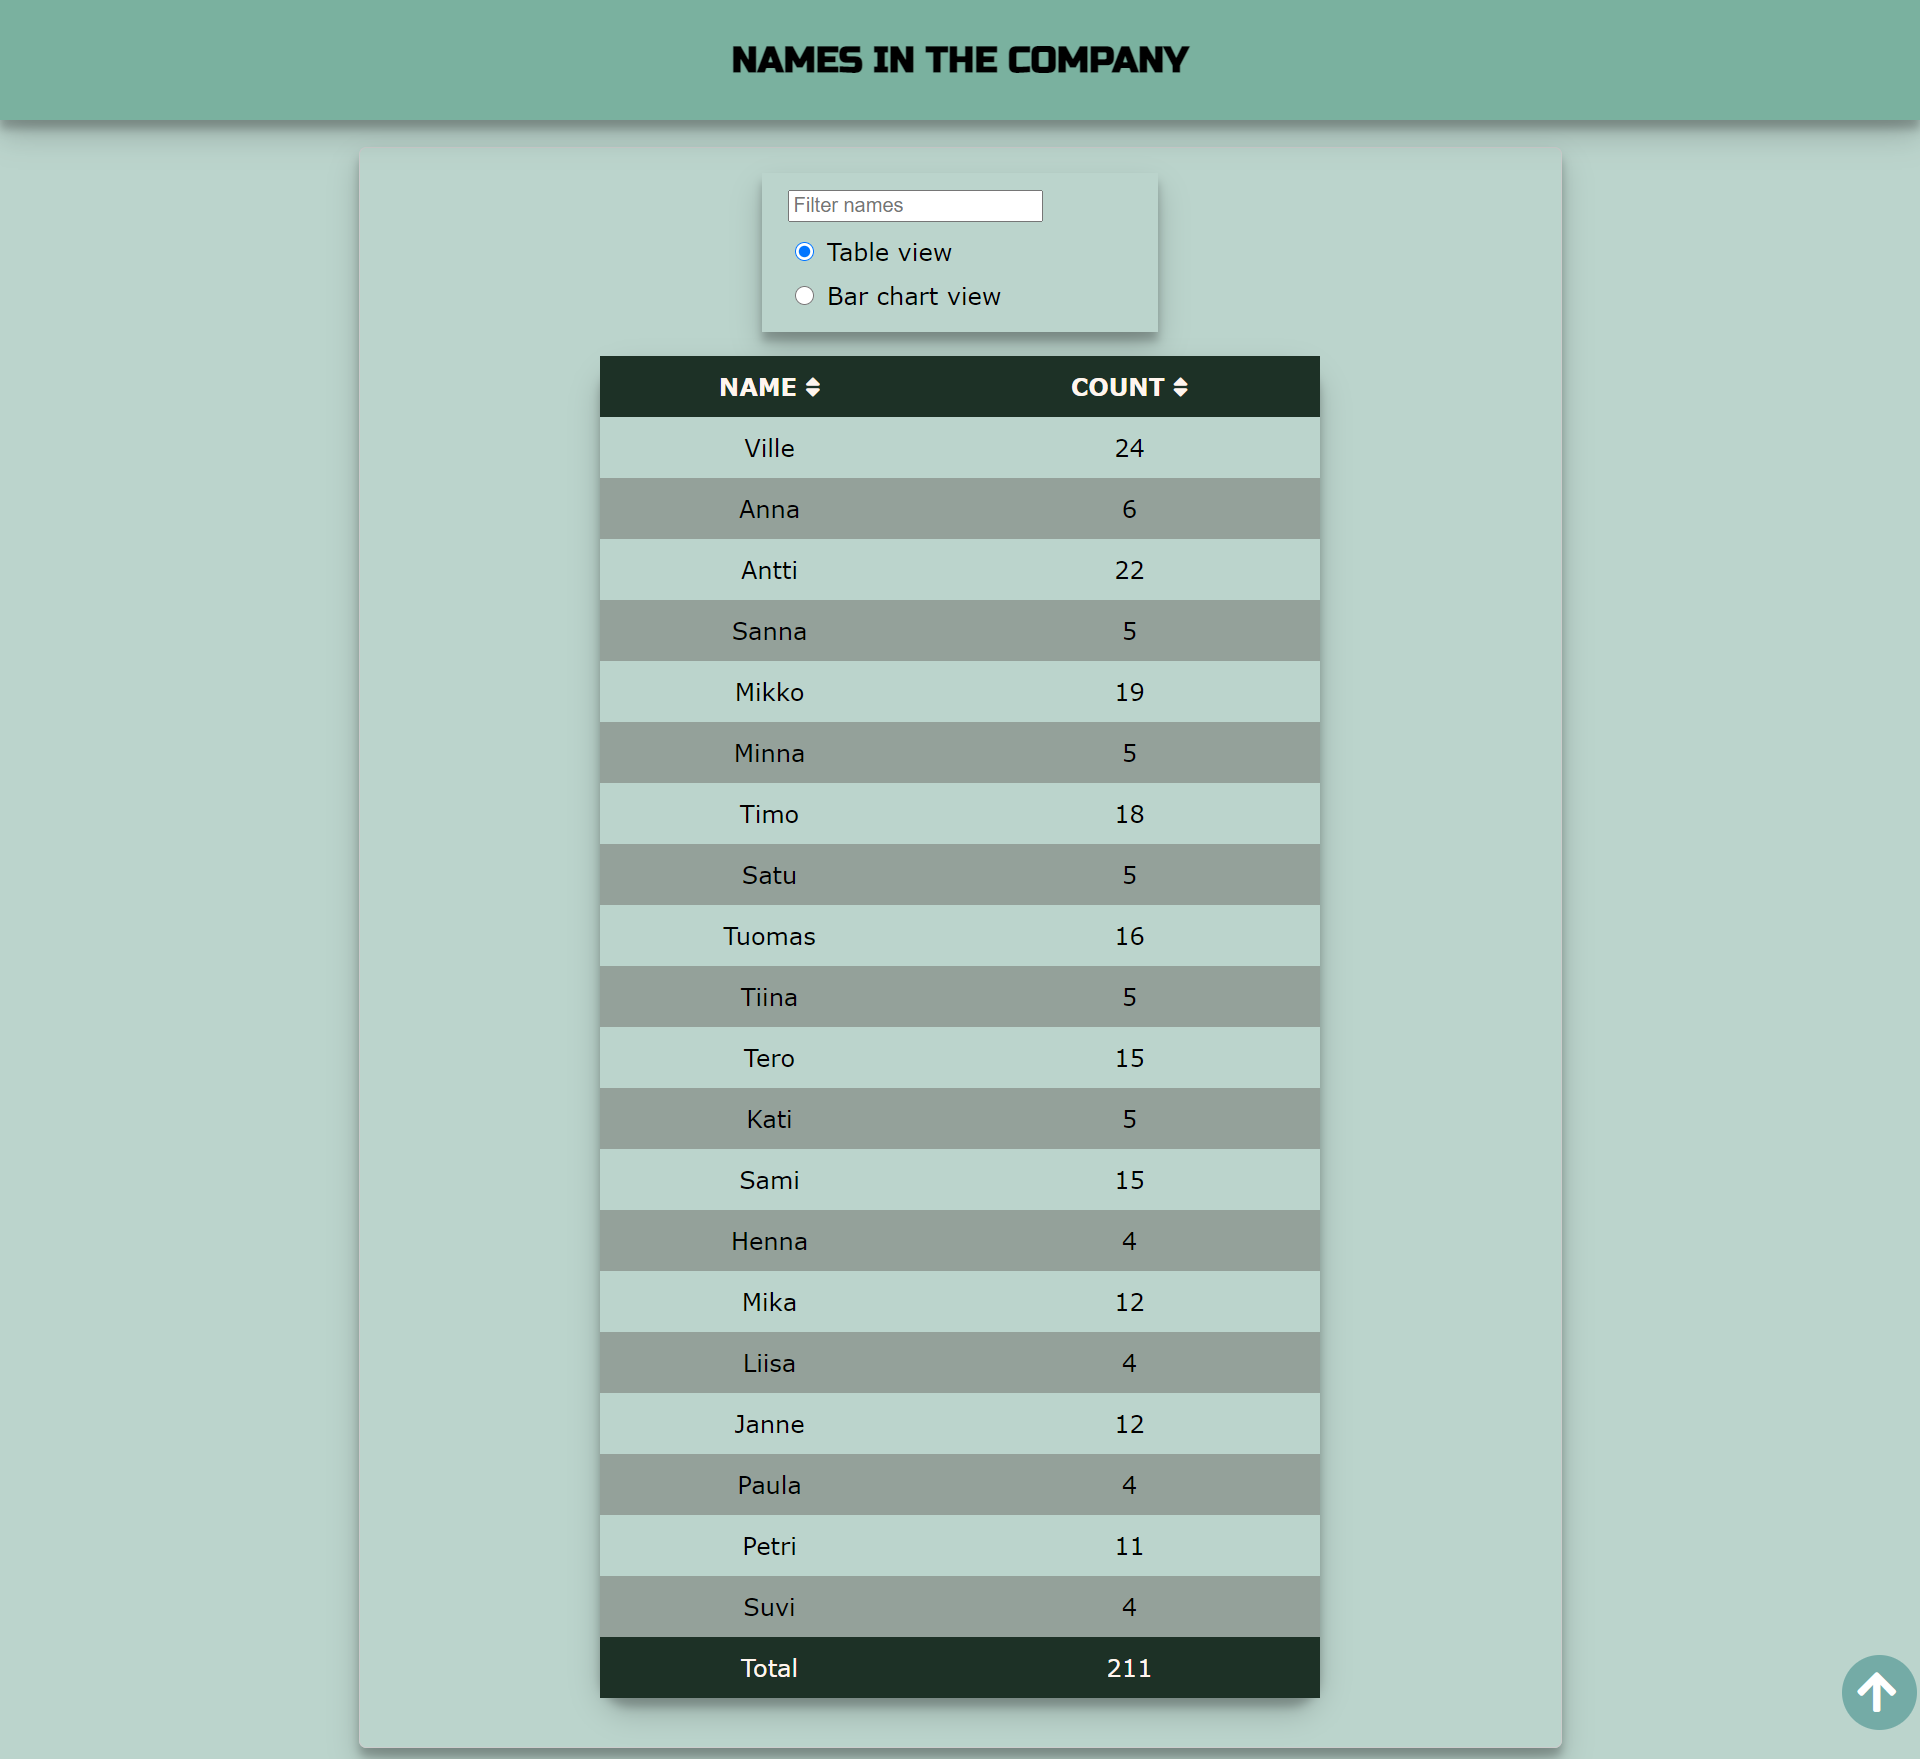 NAMES IN THE COMPANY
Filter names
Table view
Bar chart view
NAME COUNT
Ville 24
Anna 6
Antti 22
Sanna 5
Mikko 19
Minna 5
Timo 18
Satu 5
Tuomas 16
Tiina 5
Tero 15
Kati 5
Sami 15
Henna 4
Mika 12
Liisa 4
Janne 12
Paula 4
Petri 11
Suvi 4
Total 211